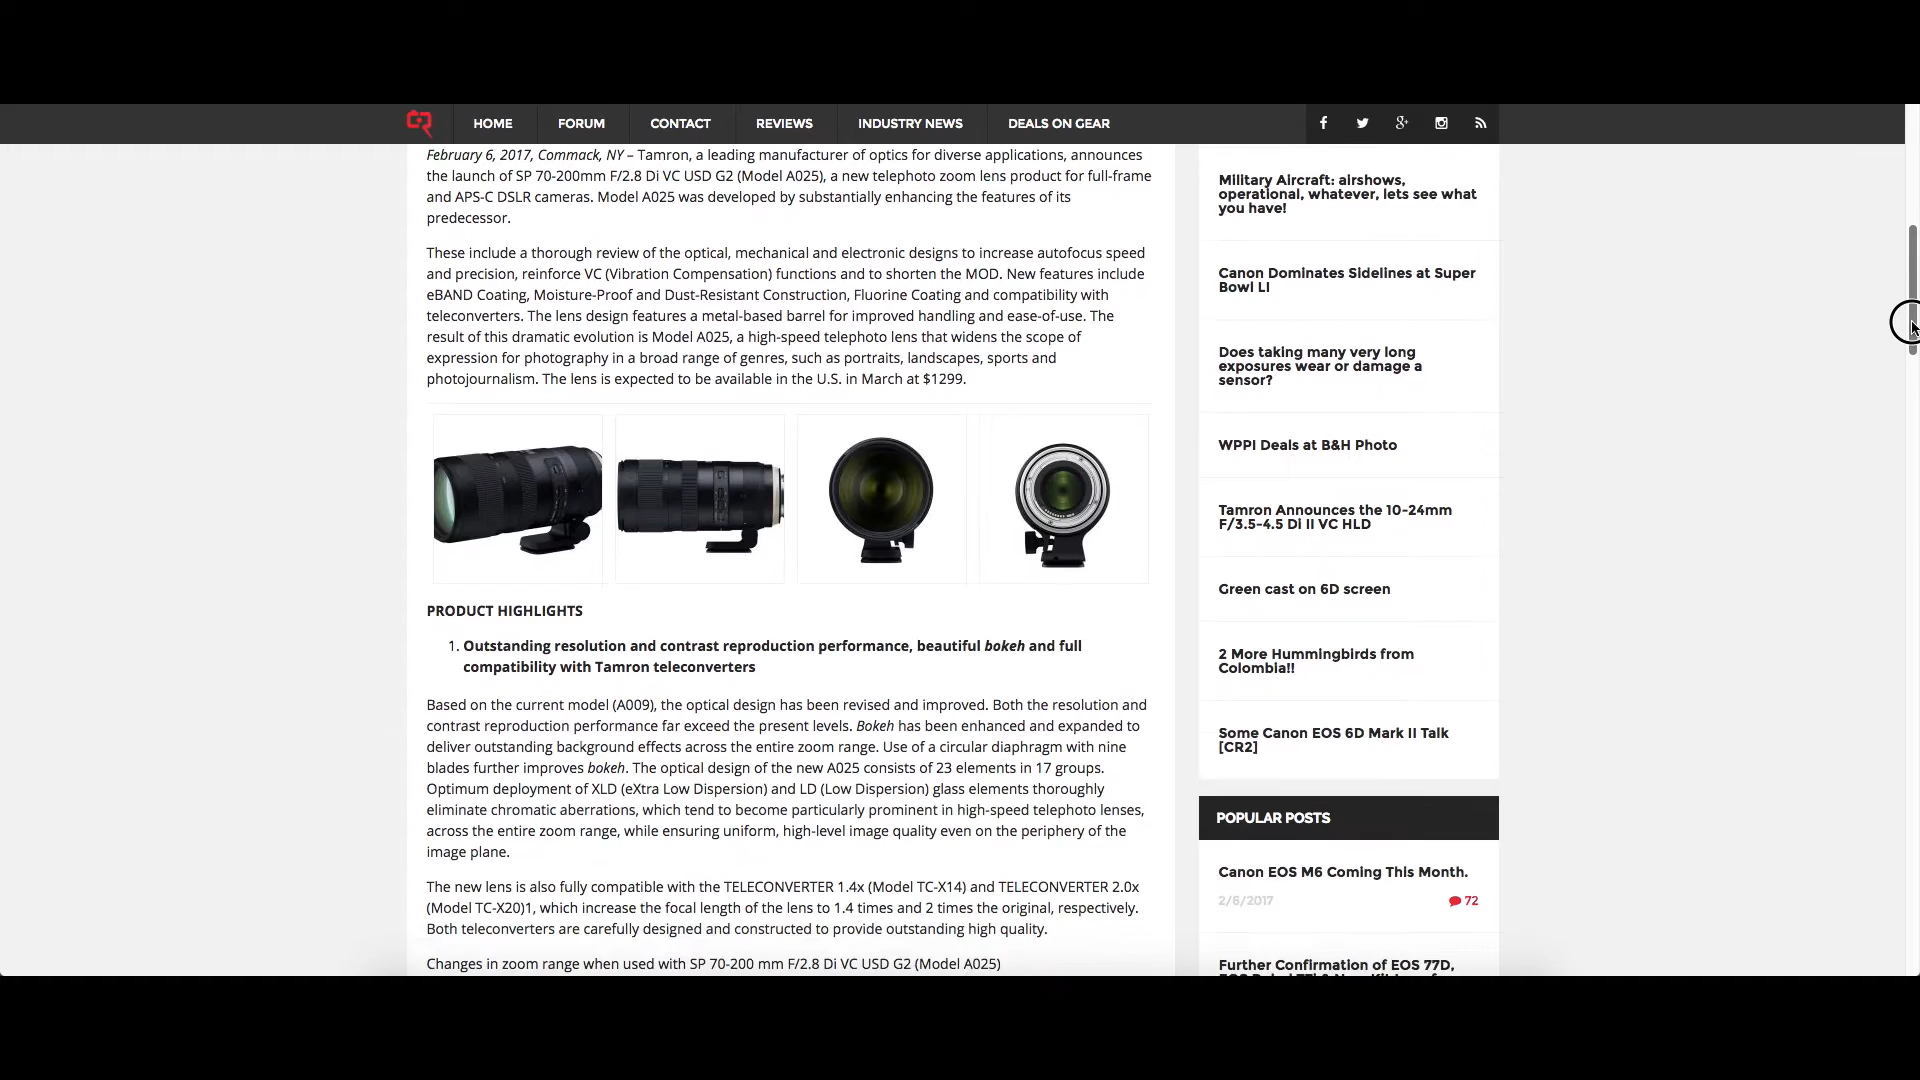 HOME
FORUM
CONTACT
REVIEWS
INDUSTRY NEWS
DEALS ON GEAR
February 6, 2017, Commack, NY – Tamron, a leading manufacturer of optics for diverse applications, announces
the launch of SP 70-200mm F/2.8 Di VC USD G2 (Model A025), a new telephoto zoom lens product for full-frame
and APS-C DSLR cameras. Model A025 was developed by substantially enhancing the features of its
predecessor.
These include a thorough review of the optical, mechanical and electronic designs to increase autofocus speed
and precision, reinforce VC (Vibration Compensation) functions and to shorten the MOD. New features include
eBAND Coating, Moisture-Proof and Dust-Resistant Construction, Fluorine Coating and compatibility with
teleconverters. The lens design features a metal-based barrel for improved handling and ease-of-use. The
result of this dramatic evolution is Model A025, a high-speed telephoto lens that widens the scope of
expression for photography in a broad range of genres, such as portraits, landscapes, sports and
photojournalism. The lens is expected to be available in the U.S. in March at $1299.
PRODUCT HIGHLIGHTS
1. Outstanding resolution and contrast reproduction performance, beautiful bokeh and full
compatibility with Tamron teleconverters
Based on the current model (A009), the optical design has been revised and improved. Both the resolution and
contrast reproduction performance far exceed the present levels. Bokeh has been enhanced and expanded to
deliver outstanding background effects across the entire zoom range. Use of a circular diaphragm with nine
blades further improves bokeh. The optical design of the new A025 consists of 23 elements in 17 groups.
Optimum deployment of XLD (eXtra Low Dispersion) and LD (Low Dispersion) glass elements thoroughly
eliminate chromatic aberrations, which tend to become particularly prominent in high-speed telephoto lenses,
across the entire zoom range, while ensuring uniform, high-level image quality even on the periphery of the
image plane.
The new lens is also fully compatible with the TELECONVERTER 1.4x (Model TC-X14) and TELECONVERTER 2.0x
(Model TC-X20)1, which increase the focal length of the lens to 1.4 times and 2 times the original, respectively.
Both teleconverters are carefully designed and constructed to provide outstanding high quality.
Changes in zoom range when used with SP 70-200 mm F/2.8 Di VC USD G2 (Model A025)
Military Aircraft: airshows,
operational, whatever, lets see what
you have!
Canon Dominates Sidelines at Super
Bowl LI
Does taking many very long
exposures wear or damage a
sensor?
WPPI Deals at B&H Photo
Tamron Announces the 10-24mm
F/3.5-4.5 Di II VC HLD
Green cast on 6D screen
2 More Hummingbirds from
Colombia!!
Some Canon EOS 6D Mark II Talk
[CR2]
POPULAR POSTS
Canon EOS M6 Coming This Month.
2/6/2017
72
Further Confirmation of EOS 77D,